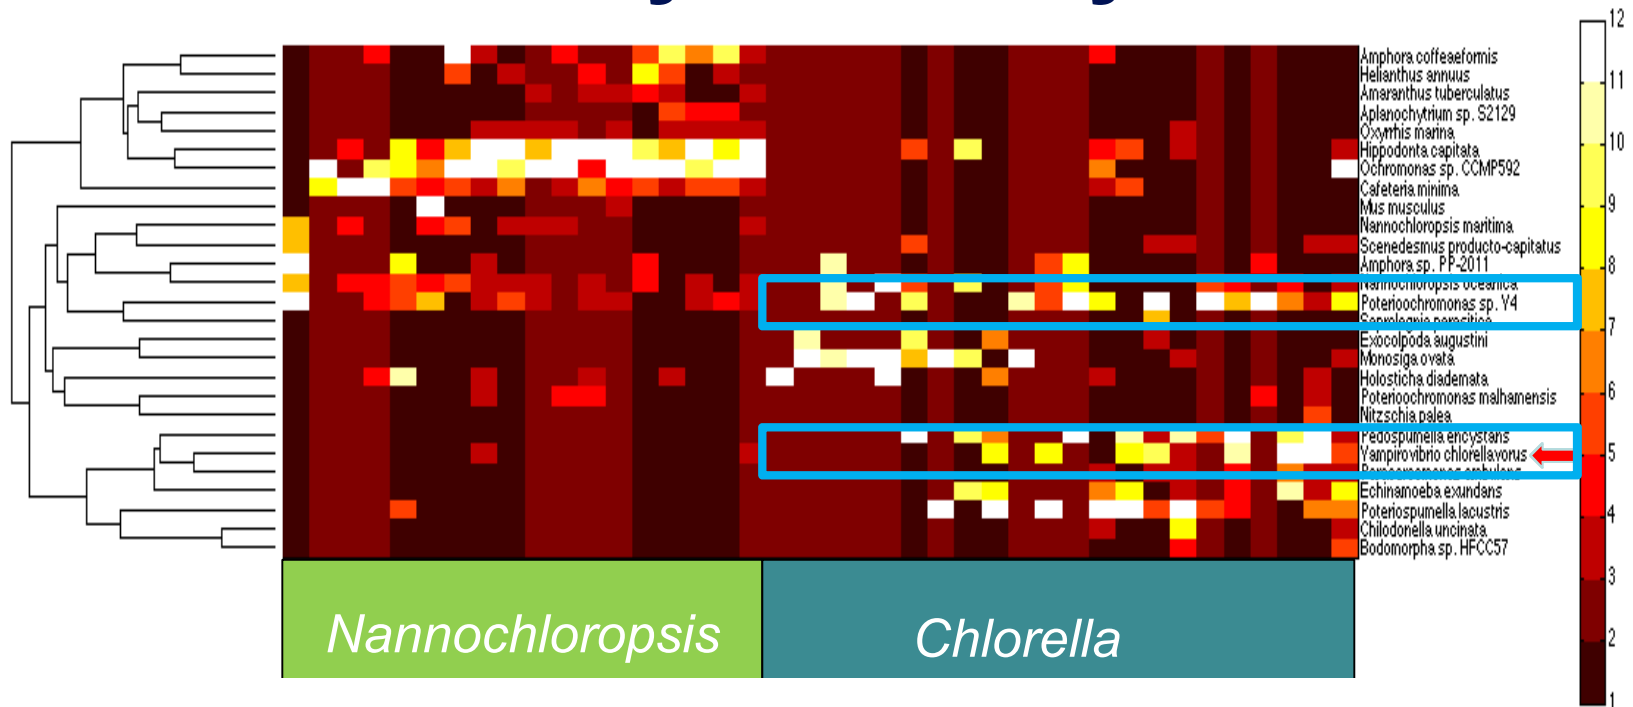 12
11
10
9
8
7
6
5
4
3
2
1
Amphora coffeaeformis
Helianthus annuus
Amaranthus tuberculatus
Aplanochytrium sp. S2129
Oxyrrhis marina
Hippodonta capitata
Ochromonas sp. CCMP592
Cafeteria minima
Mus musculus
Nannochloropsis maritima
Scenedesmus producto-capitatus
Amphora sp. PP-2011
Nannochloropsis oceanica
Poterioochromonas sp. Y4
Exocolpoda augustini
Monosiga ovata
Holosticha diademata
Poterioochromonas malhamensis
Nitzschia palea
Pedospumella encystans
Vampirovibrio chlorellavorus
Echinamoeba exundans
Poteriospumella lacustris
Chilodonella uncinata
Bodomorpha sp. HFCC57
Nannochloropsis
Chlorella